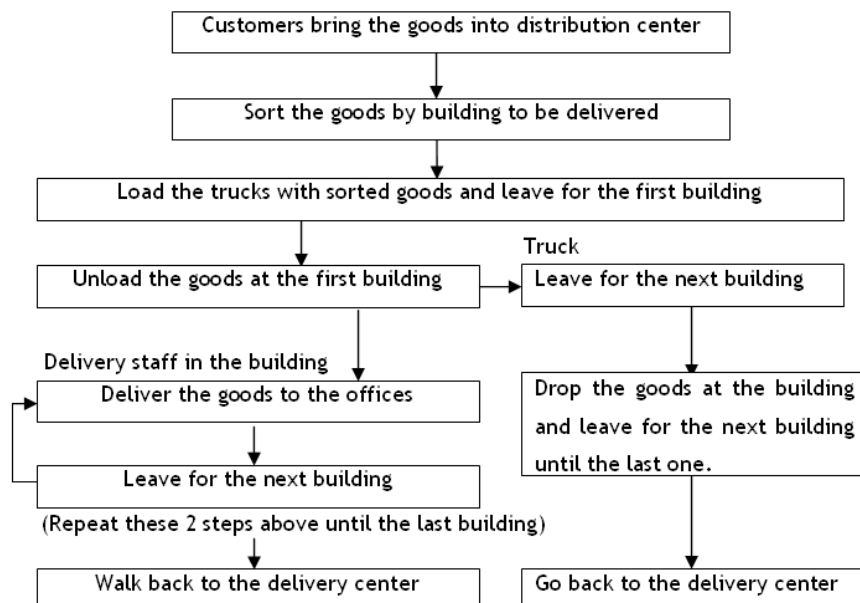 Customers bring the goods into distribution center
Sort the goods by building to be delivered
Load the trucks with sorted goods and leave for the first building
Truck
Unload the goods at the first building
Leave for the next building
Delivery staff in the building
Deliver the goods to the offices
Drop the goods at the building
and leave for the next building
until the last one.
Leave for the next building
(Repeat these 2 steps above until the last building)
Walk back to the delivery center
Go back to the delivery center